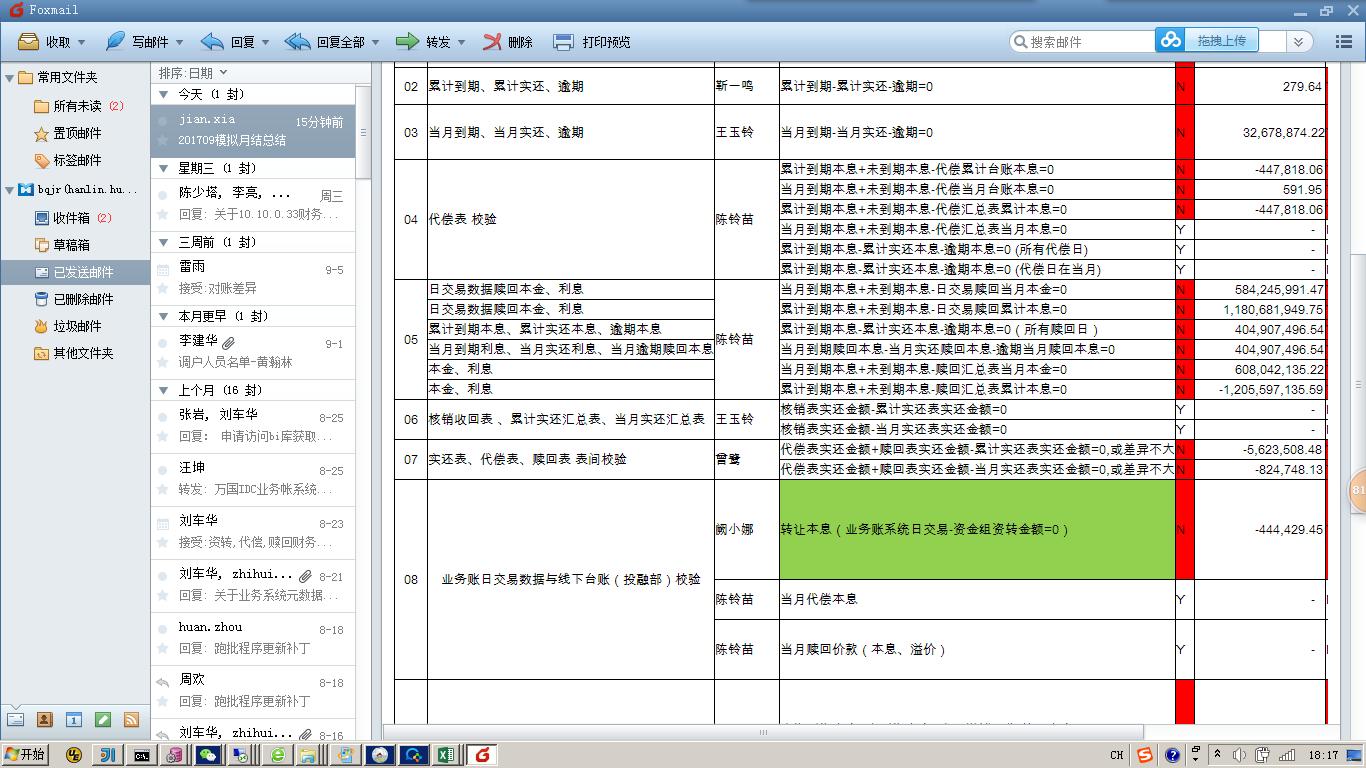 Foxmail
收取 写邮件 回复 回复全部 转发 删除 打印预览 搜索邮件 拖拽上传
常用文件夹
所有未读 (2)
置顶邮件
标签邮件
bqjr(hanlin.hu...
收件箱 (2)
草稿箱
已发送邮件
已删除邮件
垃圾邮件
其他文件夹
排序:日期
今天 (1 封)
jian.xia 15分钟前
201709模拟月结总结
星期三 (1 封)
陈少塔, 李亮, ... 周三
回复: 关于10.10.0.33财务...
三周前 (1 封)
雷雨 9-5
接受:对账差异
本月更早 (1 封)
李建华 9-1
调户人员名单-黄翰林
上个月 (16 封)
张岩, 刘车华 8-25
回复: 申请访问bi库获取...
汪坤 8-25
转发: 万国IDC业务帐系统...
刘车华 8-23
接受:资转,代偿,赎回财务...
刘车华, zhihui... 8-21
回复: 关于业务系统元数据...
huan.zhou 8-18
回复: 跑批程序更新补丁
周欢 8-18
回复: 跑批程序更新补丁
刘车华, zhihui... 8-16
02 累计到期、累计实还、逾期 靳一鸣 累计到期-累计实还-逾期=0 N 279.64
03 当月到期、当月实还、逾期 王玉铃 当月到期-当月实还-逾期=0 N 32,678,874.22
04 代偿表 校验 陈铃苗
累计到期本息+未到期本息-代偿累计台账本息=0 N -447,818.06
当月到期本息+未到期本息-代偿当月台账本息=0 N 591.95
累计到期本息+未到期本息-代偿汇总表累计本息=0 N -447,818.06
当月到期本息+未到期本息-代偿汇总表当月本息=0 Y -
累计到期本息-累计实还本息-逾期本息=0 (所有代偿日) Y -
累计到期本息-累计实还本息-逾期本息=0 (代偿日在当月) Y -
05 陈铃苗
日交易数据赎回本金、利息 当月到期本息+未到期本息-日交易赎回当月本金=0 N 584,245,991.47
日交易数据赎回本金、利息 累计到期本息+未到期本息-日交易赎回累计本金=0 N 1,180,681,949.75
累计到期本息、累计实还本息、逾期本息 累计到期本息-累计实还本息-逾期本息=0（所有赎回日） N 404,907,496.54
当月到期利息、当月实还利息、当月逾期赎回本息 当月到期赎回本息-当月实还赎回本息-逾期当月赎回本息=0 N 404,907,496.54
本金、利息 当月到期本息+未到期本息-赎回汇总表当月本息=0 N 608,042,135.22
本金、利息 累计到期本息+未到期本息-赎回汇总表累计本息=0 N -1,205,597,135.59
06 核销收回表 、累计实还汇总表、当月实还汇总表 王玉铃
核销表实还金额-累计实还表实还金额=0 Y -
核销表实还金额-当月实还表实还金额=0 Y -
07 实还表、代偿表、赎回表 表间校验 曾鹭
代偿表实还金额+赎回表实还金额-累计实还表实还金额=0,或差异不大 N -5,623,508.48
代偿表实还金额+赎回表实还金额-当月实还表实还金额=0,或差异不大 N -824,748.13
08 业务账日交易数据与线下台账（投融部）校验
阙小娜 转让本息（业务账系统日交易-资金组资转金额=0） N -444,429.45
陈铃苗 当月代偿本息 Y -
陈铃苗 当月赎回价款（本息、溢价） Y -
81
开始 CH 18:17